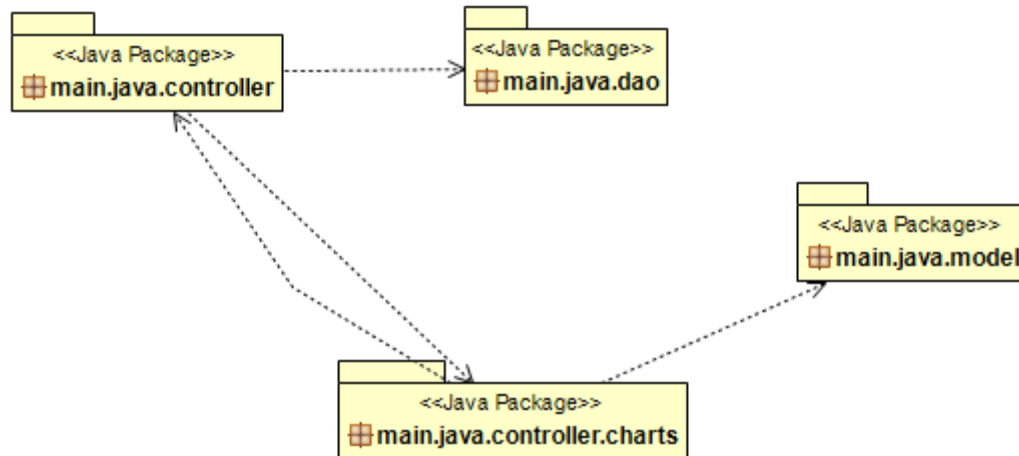 <<Java Package>>
main.java.controller
<<Java Package>>
main.java.dao
<<Java Package>>
main.java.model
<<Java Package>>
main.java.controller.charts